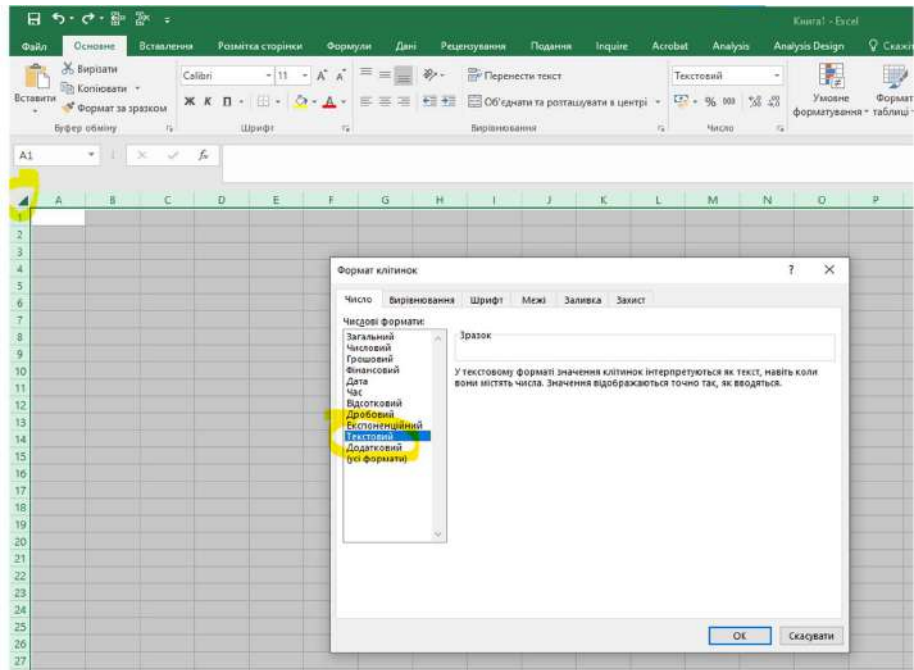 Книга1 - Excel
Файл Основне Вставлення Розмітка сторінки Формули Дані Рецензування Подання Inquire Acrobat Analysis Analysis Design Скажіт
Вставити
Вирізати
Копіювати
Формат за зразком
Буфер обміну
Calibri 11
Ж К П
Шрифт
Перенести текст
Об'єднати та розташувати в центрі
Вирівнювання
Текстовий
% 000
Число
Умовне форматування
Формат таблиці
A1 fx
A B C D E F G H I J K L M N O P
1
2
3
4
5
6
7
8
9
10
11
12
13
14
15
16
17
18
19
20
21
22
23
24
25
26
27
Формат клітинок ?
Число Вирівнювання Шрифт Межі Заливка Захист
Числові формати:
Загальний
Числовий
Грошовий
Фінансовий
Дата
Час
Відсотковий
Дробовий
Експоненційний
Текстовий
Додатковий
(усі формати)
Зразок
У текстовому форматі значення клітинок інтерпретуються як текст, навіть коли
вони містять числа. Значення відображаються точно так, як вводяться.
ОК Скасувати